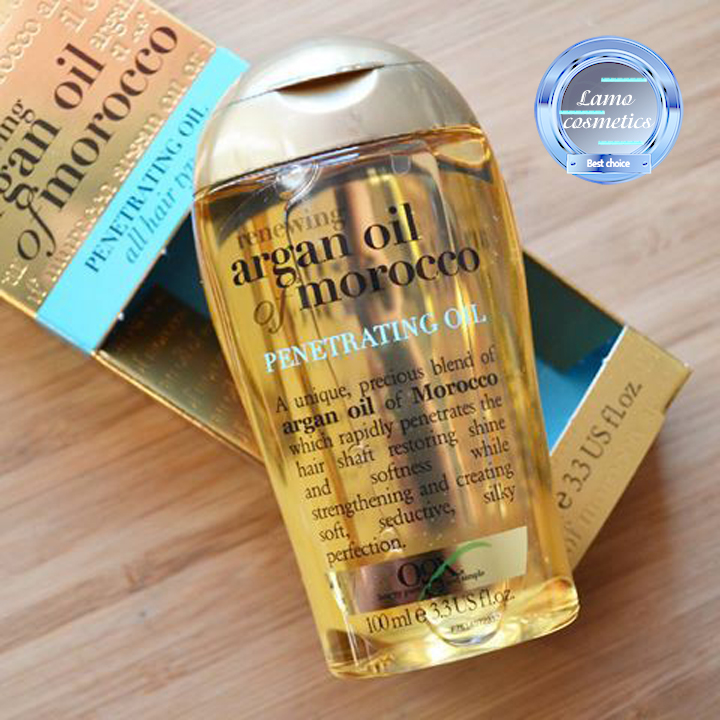 Lamo
cosmetics
Best choice
argan oil
of morocco
PENETRATING OIL
all hair
renewing
argan oil
of morocco
PENETRATING OIL
A unique, precious blend of
argan oil of Morocco
which rapidly penetrates the
hair shaft restoring shine
and softness while
strengthening and creating
soft, seductive, silky
perfection.
OGX
100 ml e 3.3 US fl.oz.
e 3.3 US fl.oz.